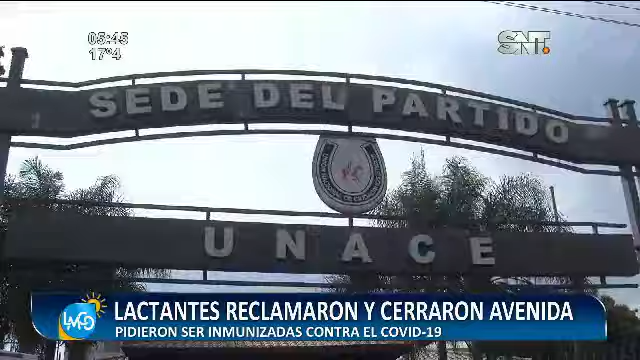 05:45
17°4
SNT.
SEDE DEL PARTIDO
UNACE
LACTANTES RECLAMARON Y CERRARON AVENIDA
PIDIERON SER INMUNIZADAS CONTRA EL COVID-19